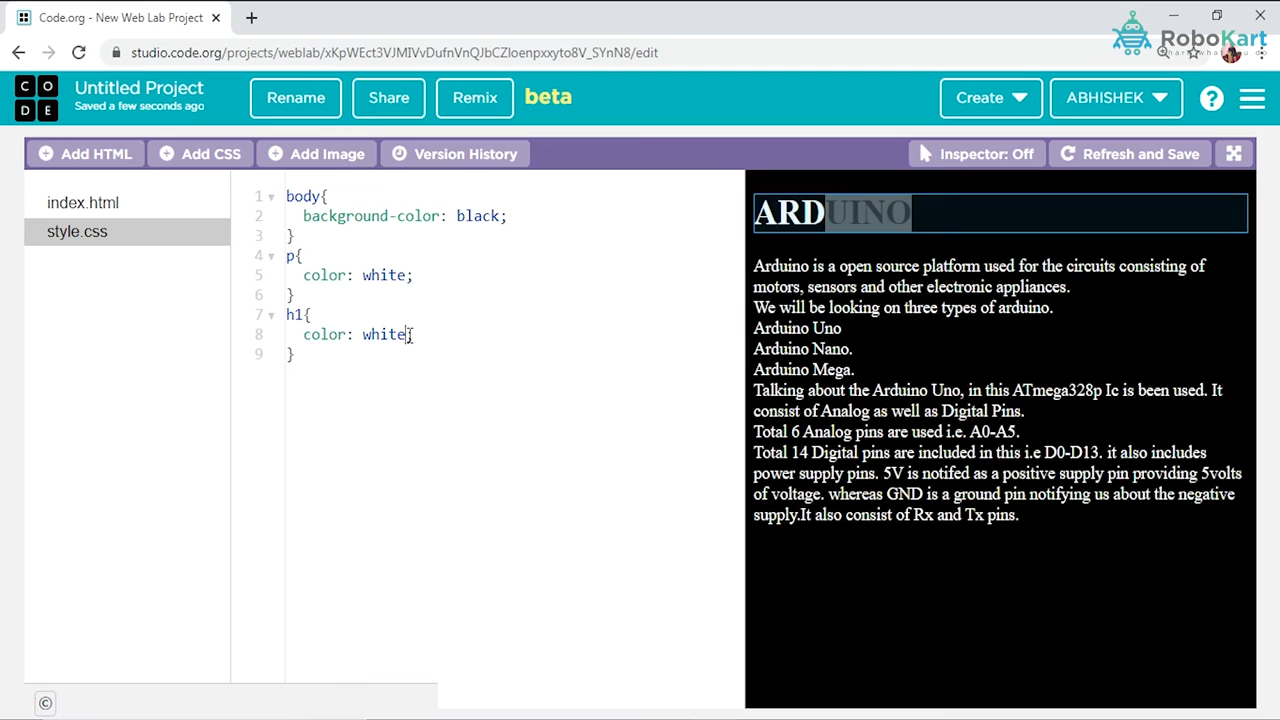 Code.org - New Web Lab Project
RoboKart
studio.code.org/projects/weblab/xKpWEct3VJMIVVDufnVnQJbCZIoenpxvvto8V_SYnN8/edit
C O D E
Untitled Project
Saved a few seconds ago
Rename
Share
Remix
beta
Create
ABHISHEK
?
Add HTML
Add CSS
Add Image
Version History
Inspector: Off
Refresh and Save
index.html
style.css
1 body{
2 background-color: black;
3 }
4 p{
5 color: white;
6 }
7 h1{
8 color: white
9 }
ARDUINO
Arduino is a open source platform used for the circuits consisting of
motors, sensors and other electronic appliances.
We will be looking on three types of arduino.
Arduino Uno
Arduino Nano.
Arduino Mega.
Talking about the Arduino Uno, in this ATmega328p Ic is been used. It
consist of Analog as well as Digital Pins.
Total 6 Analog pins are used i.e. A0-A5.
Total 14 Digital pins are included in this i.e D0-D13. it also includes
power supply pins. 5V is notifed as a positive supply pin providing 5volts
of voltage. whereas GND is a ground pin notifying us about the negative
supply.It also consist of Rx and Tx pins.
©